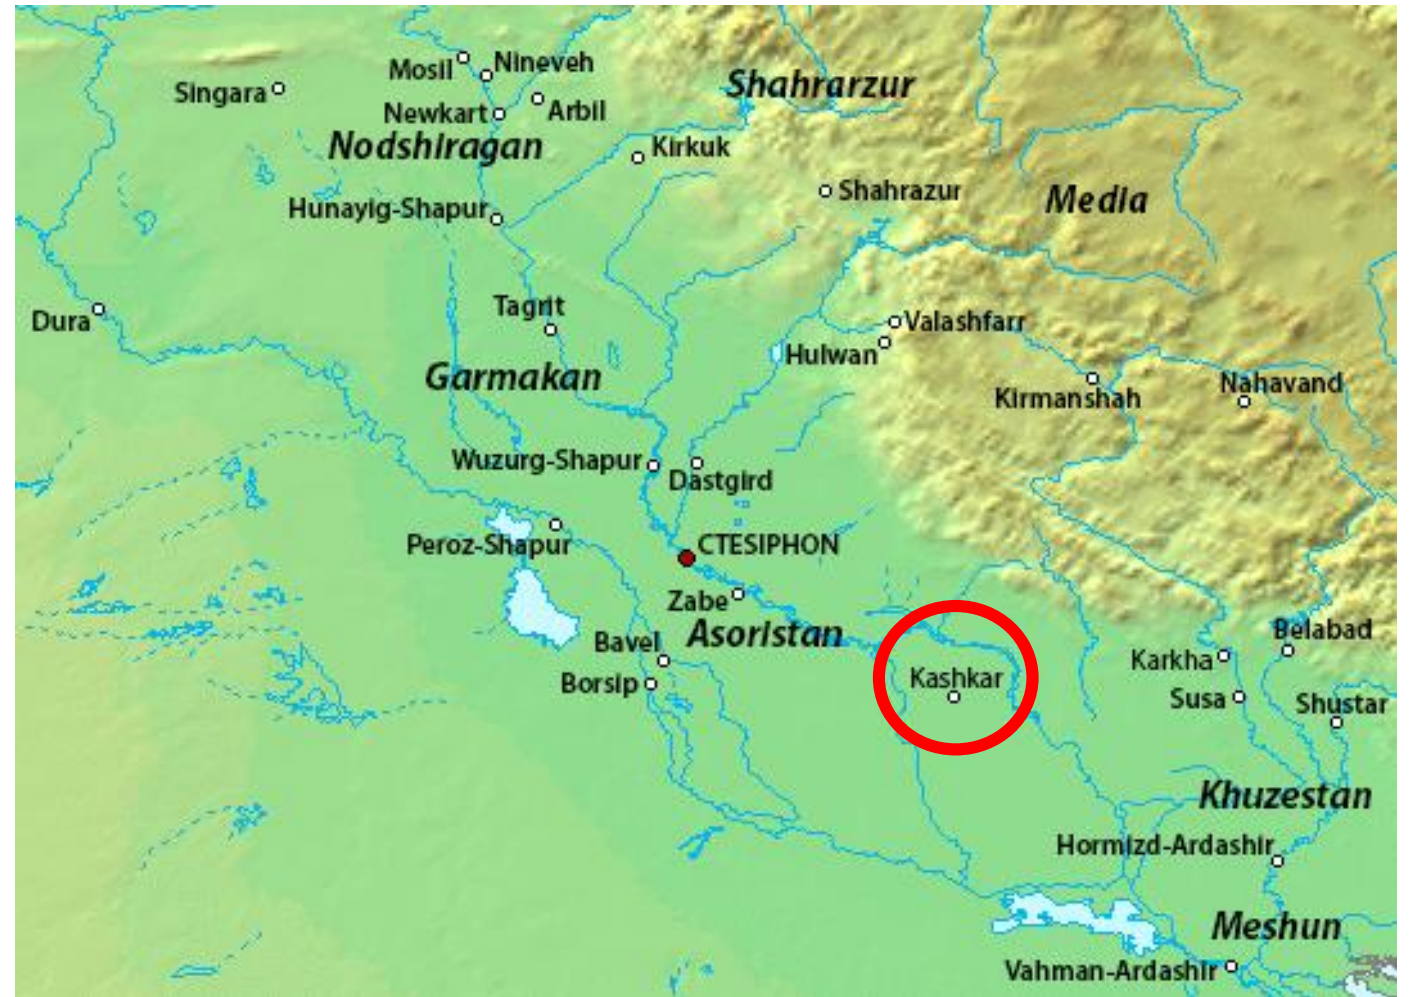 Mosil
Nineveh
Shahrarzur
Singara
Newkart
Arbil
Nodshiragan
Kirkuk
Shahrazur
Media
Hunayig-Shapur
Tagrit
Dura
Valashfarr
Hulwan
Garmakan
Kirmanshah
Nahavand
Wuzurg-Shapur
Dastgird
Peroz-Shapur
CTESIPHON
Zabe
Asoristan
Bavel
Belabad
Karkha
Borsip
Kashkar
Susa
Shustar
Khuzestan
Hormizd-Ardashir
Meshun
Vahman-Ardashir